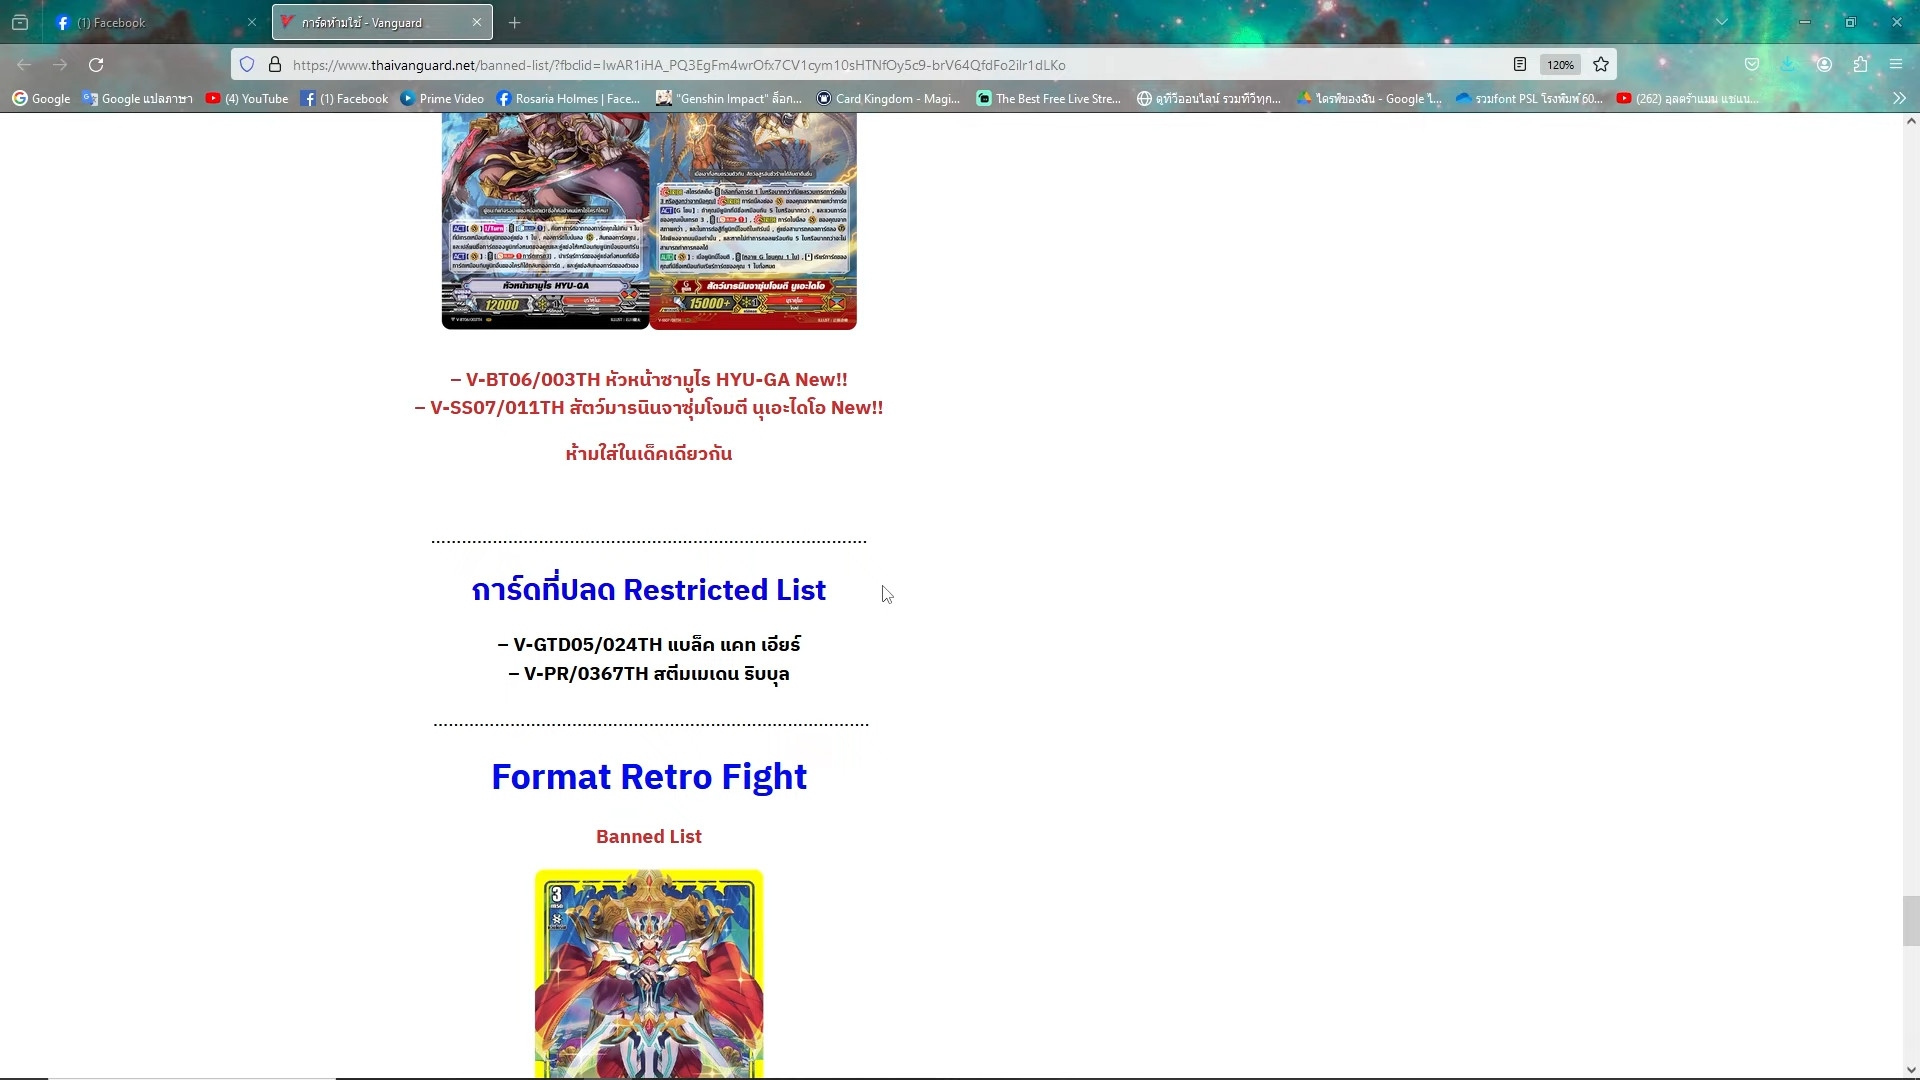 (1) Facebook
การ์ดห้ามใช้ - Vanguard
https://www.thaivanguard.net/banned-list/?fbclid=IwAR1iHA_PQ3EgFm4wrOfx7CV1cym10sHTNfOy5c9-brV64QfdFo2ilr1dLKo
120%
Google
Google แปลภาษา
(4) YouTube
(1) Facebook
Prime Video
Rosaria Holmes | Face...
"Genshin Impact" ล็อก...
Card Kingdom - Magi...
The Best Free Live Stre...
ดูทีวีออนไลน์ รวมทีวีทุก...
ไดรฟ์ของฉัน - Google ไ...
รวมfont PSL โรงพิมพ์ 60...
(262) อุลตร้าแมม แชแน...
หัวหน้าซามูไร HYU-GA
12000
สัตว์มารนินจาซุ่มโจมตี นุเอะไดโอ
15000+
– V-BT06/003TH หัวหน้าซามูไร HYU-GA New!!
– V-SS07/011TH สัตว์มารนินจาซุ่มโจมตี นุเอะไดโอ New!!
ห้ามใส่ในเด็คเดียวกัน
การ์ดที่ปลด Restricted List
– V-GTD05/024TH แบล็ค แคท เอียร์
– V-PR/0367TH สตีมเมเดน ริบบุล
Format Retro Fight
Banned List
3